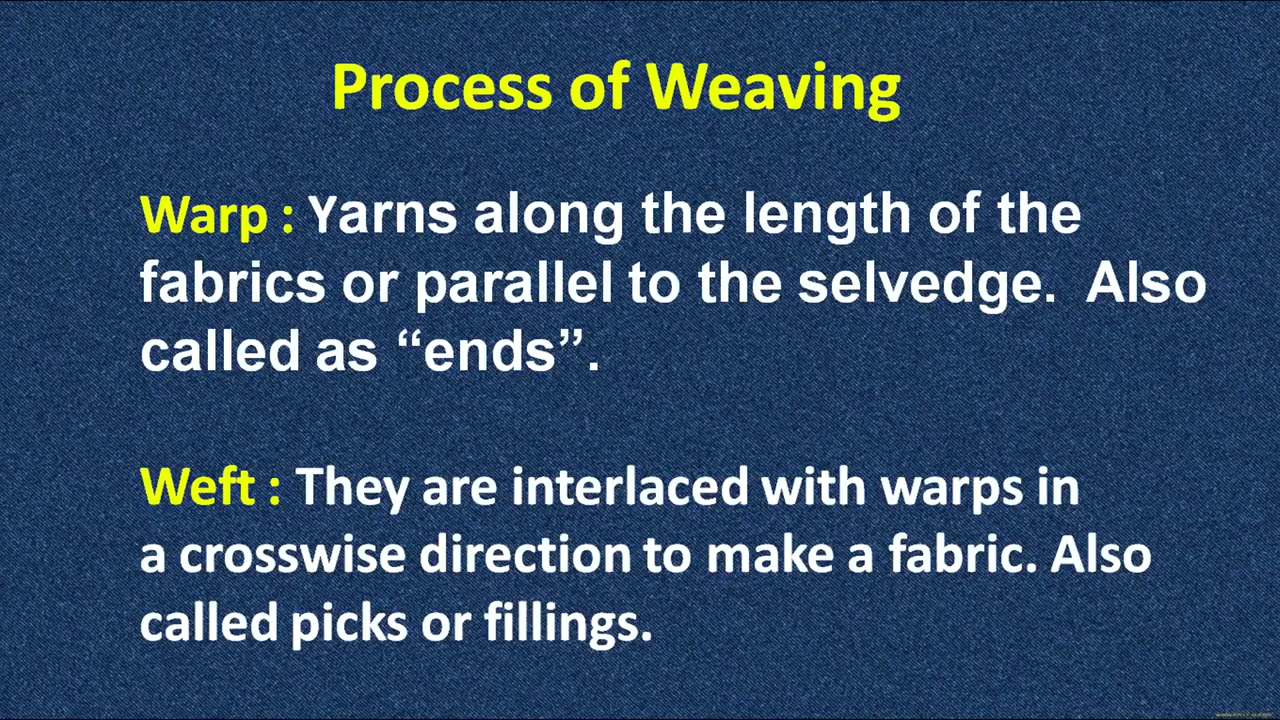 Process of Weaving
Warp : Yarns along the length of the
fabrics or parallel to the selvedge.  Also
called as “ends”.
Weft : They are interlaced with warps in
a crosswise direction to make a fabric. Also
called picks or fillings.